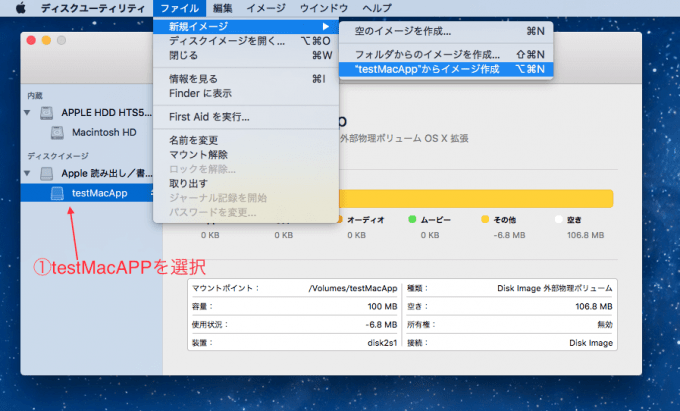 ディスクユーティリティ ファイル 編集 イメージ ウインドウ ヘルプ
新規イメージ
ディスクイメージを開く... ⌥⌘O
閉じる ⌘W
情報を見る ⌘I
Finder に表示
First Aid を実行...
名前を変更
マウント解除
ロックを解除...
取り出す
ジャーナル記録を開始
パスワードを変更...
空のイメージを作成... ⌘N
フォルダからのイメージを作成... ⇧⌘N
"testMacApp"からイメージ作成 ⌥⌘N
内蔵
APPLE HDD HTS5...
Macintosh HD
ディスクイメージ
Apple 読み出し／書...
testMacApp
①testMacAPPを選択
p
外部物理ボリューム OS X 拡張
オーディオ ムービー その他 空き
0 KB 0 KB 0 KB 0 KB -6.8 MB 106.8 MB
マウントポイント： /Volumes/testMacApp
容量： 100 MB
使用状況： -6.8 MB
装置： disk2s1
種類： Disk Image 外部物理ボリューム
空き： 106.8 MB
所有権： 無効
接続： Disk Image